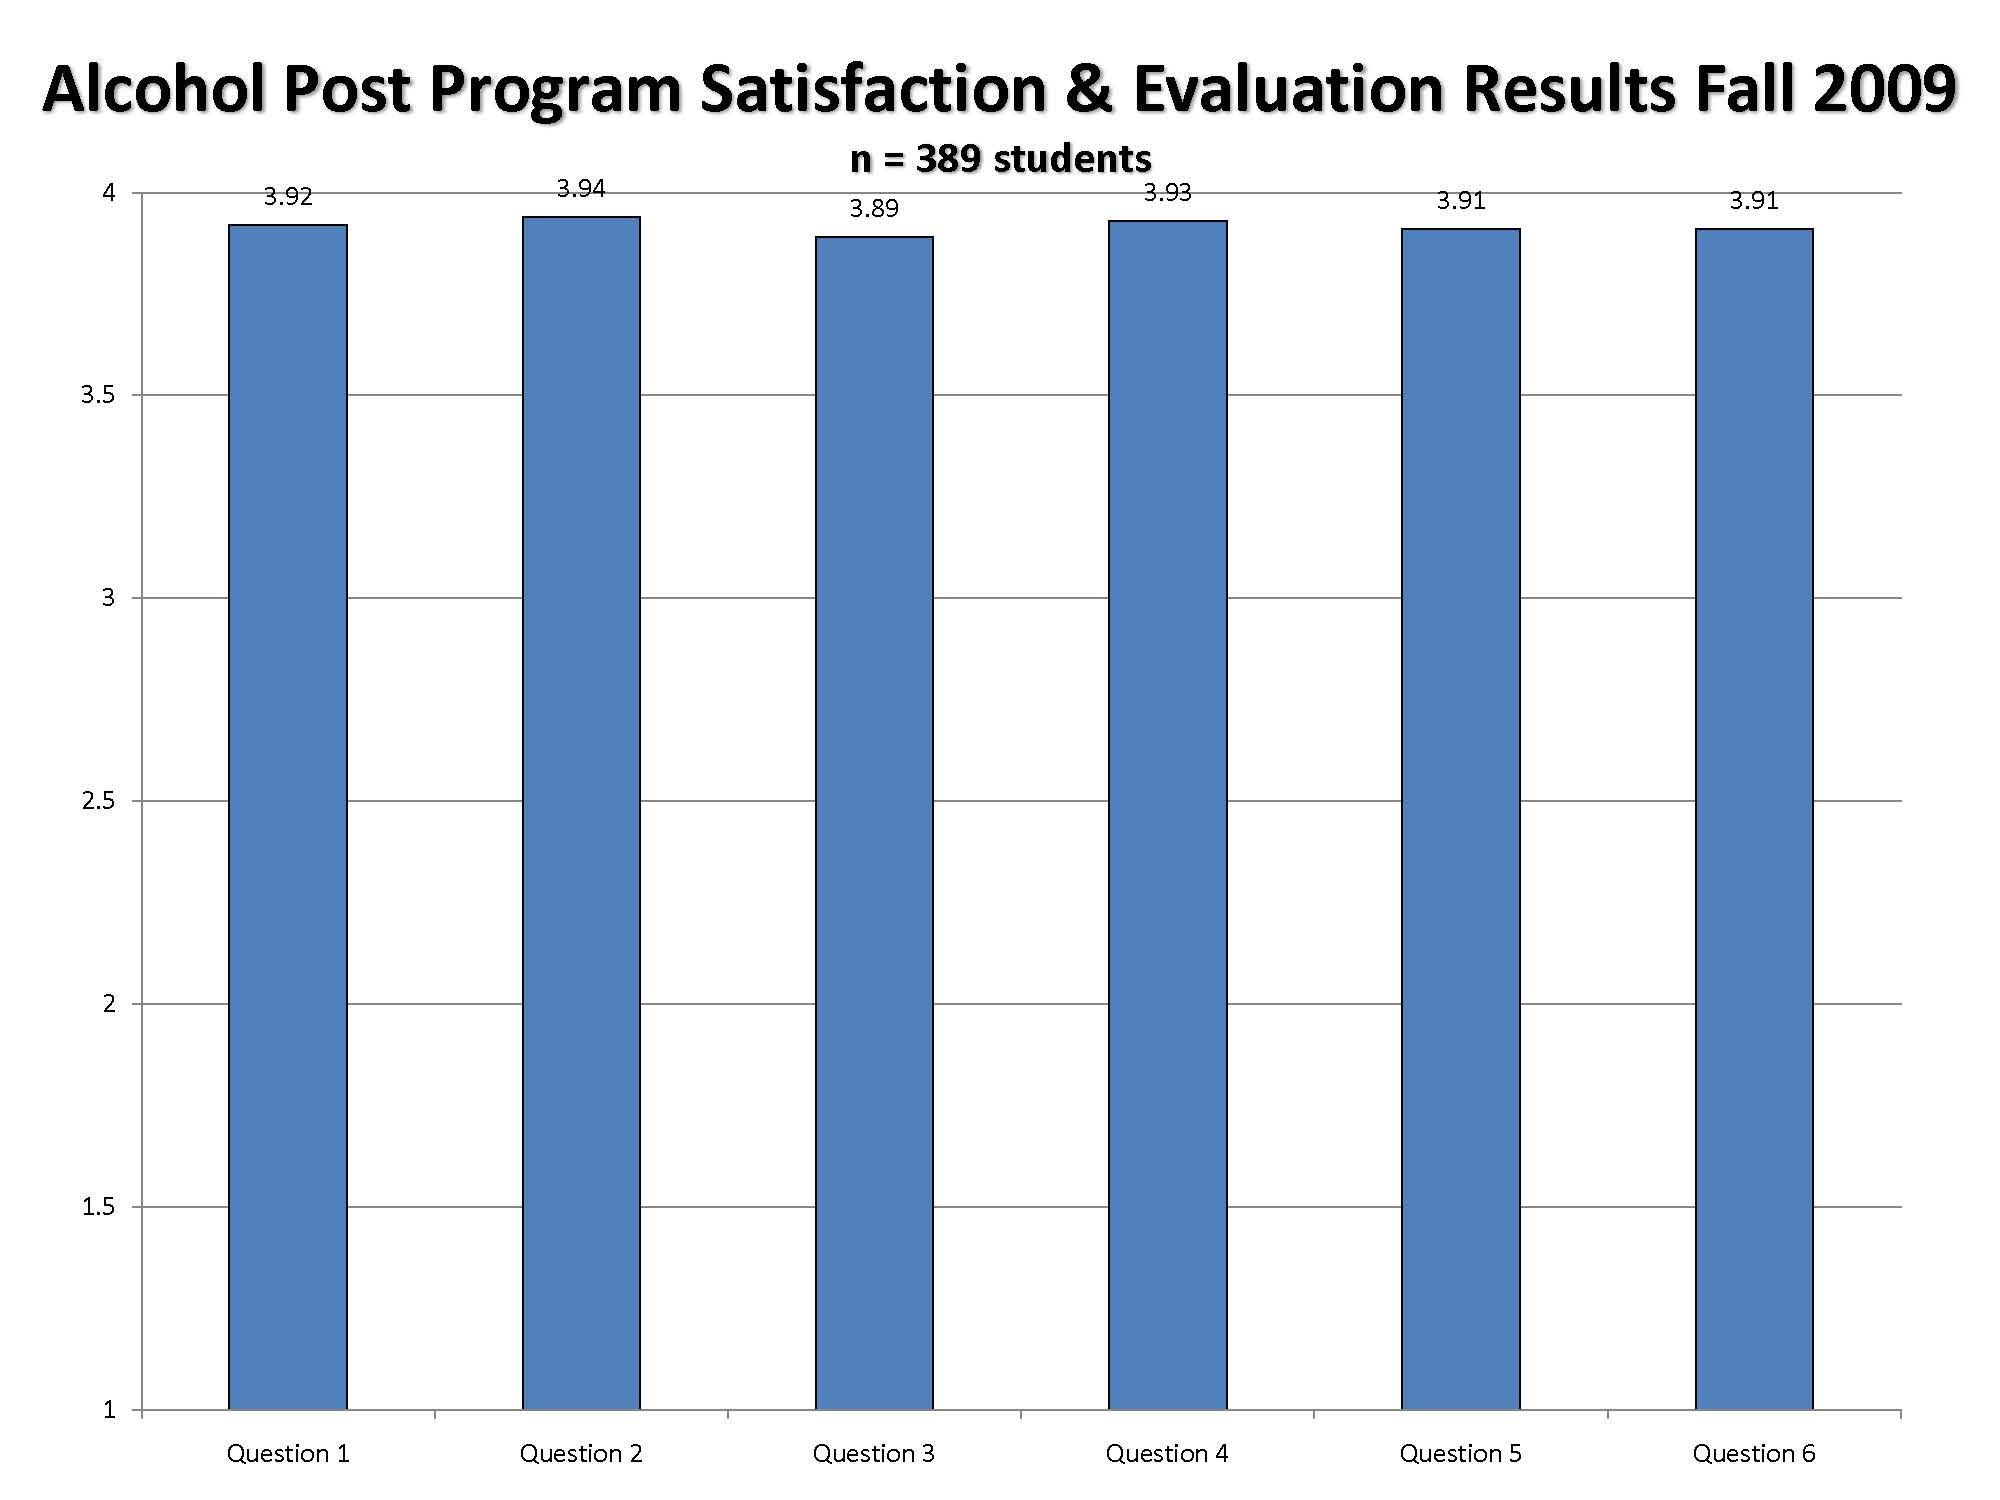 Alcohol Post Program Satisfaction & Evaluation Results Fall 2009
n = 389 students
3.92
3.94
3.89
3.93
3.91
3.91
4
3.5
3
2.5
2
1.5
1
Question 1
Question 2
Question 3
Question 4
Question 5
Question 6